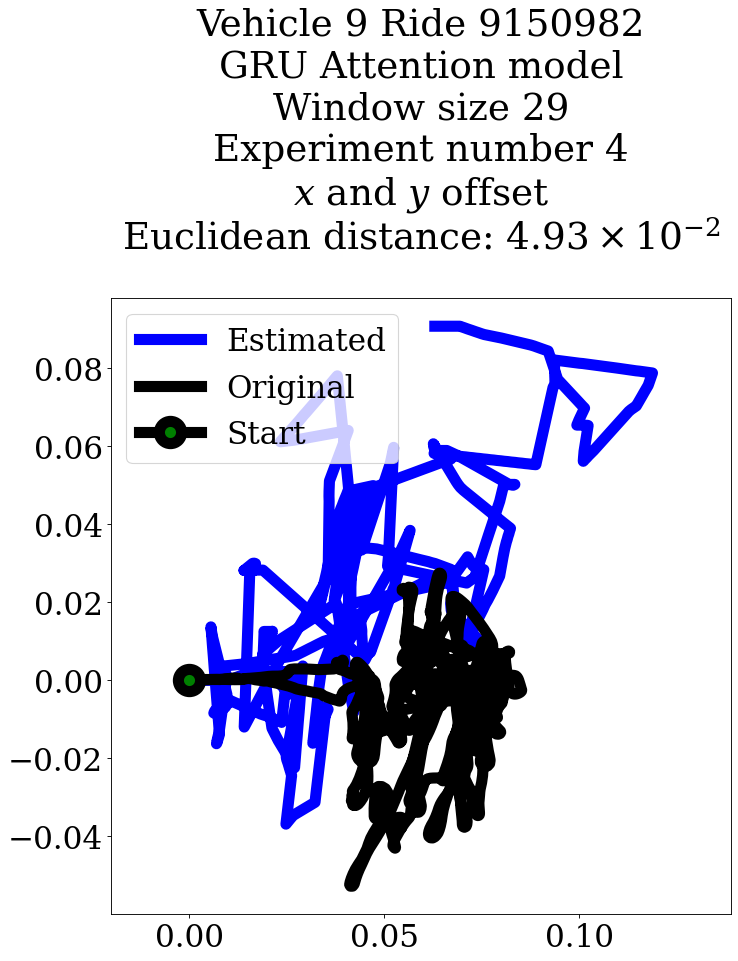 Vehicle 9 Ride 9150982
GRU Attention model
Window size 29
Experiment number 4
x and y offset
Euclidean distance: 4.93 × 10⁻²
Estimated
Original
Start
0.08
0.06
0.04
0.02
0.00
−0.02
−0.04
0.00 0.05 0.10